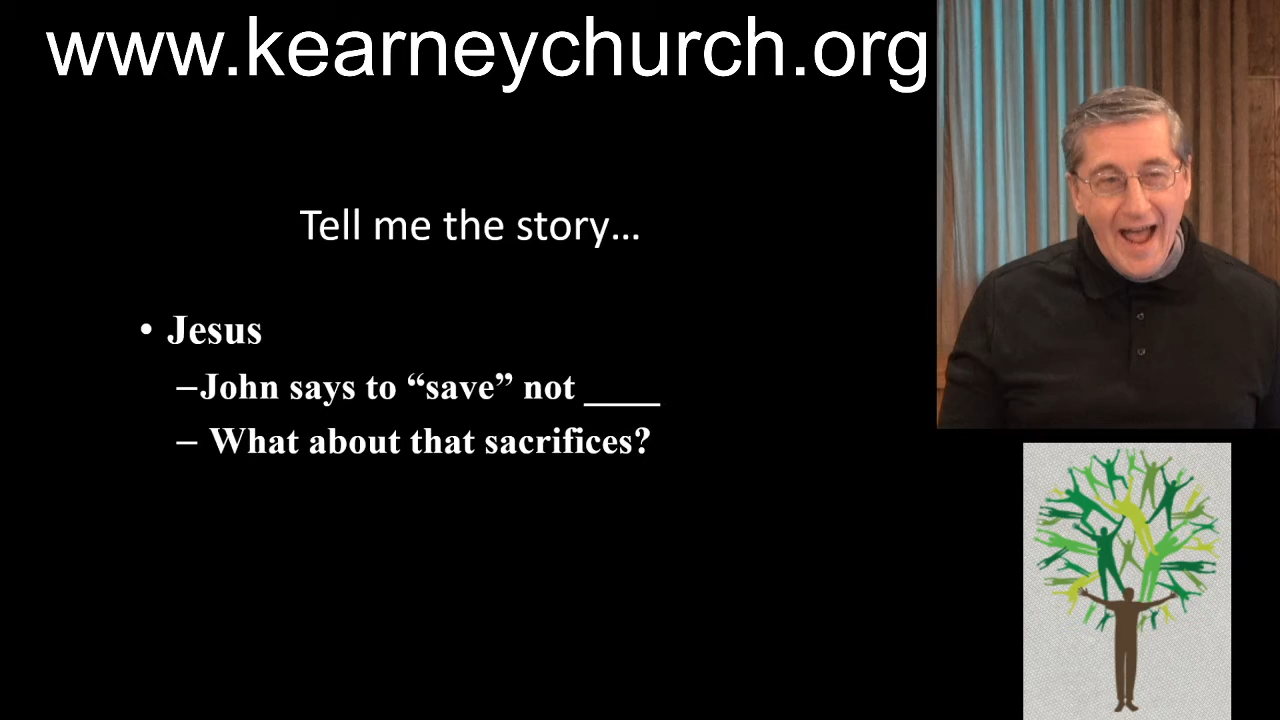 www.kearneychurch.org
Tell me the story…
• Jesus
–John says to “save” not ____
– What about that sacrifices?